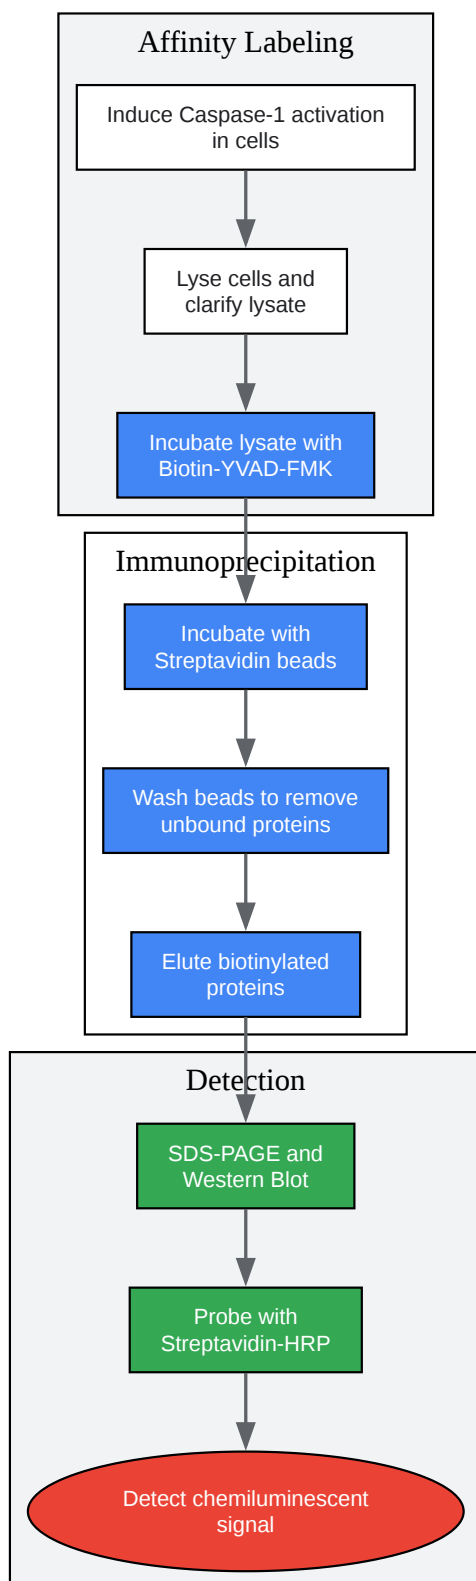 Affinity Labeling
Induce Caspase-1 activation
in cells
Lyse cells and
clarify lysate
Incubate lysate with
Biotin-YVAD-FMK
Immunoprecipitation
Incubate with
Streptavidin beads
Wash beads to remove
unbound proteins
Elute biotinylated
proteins
Detection
SDS-PAGE and
Western Blot
Probe with
Streptavidin-HRP
Detect chemiluminescent
signal